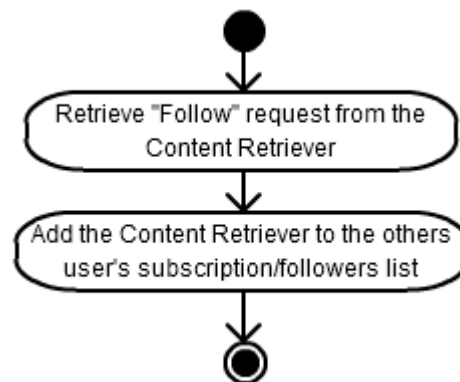 Retrieve "Follow" request from the
Content Retriever
Add the Content Retriever to the others
user's subscription/followers list